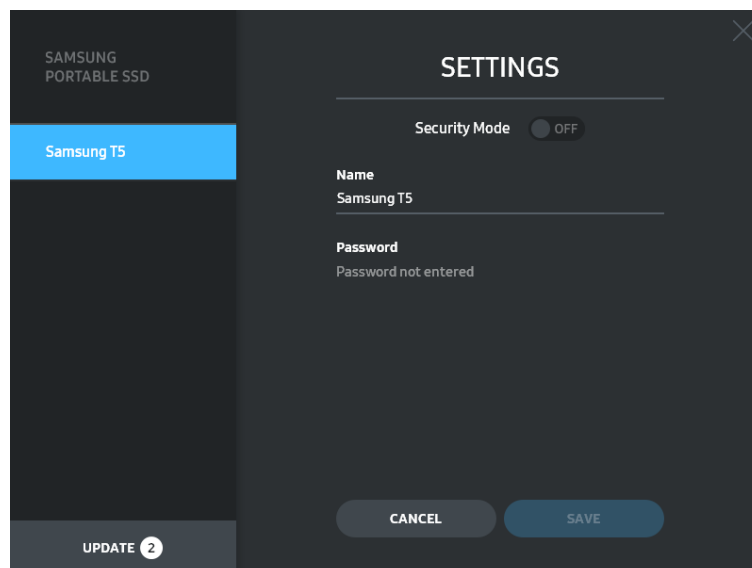 SAMSUNG
PORTABLE SSD
Samsung T5
SETTINGS
Security Mode OFF
Name
Samsung T5
Password
Password not entered
CANCEL SAVE
UPDATE 2